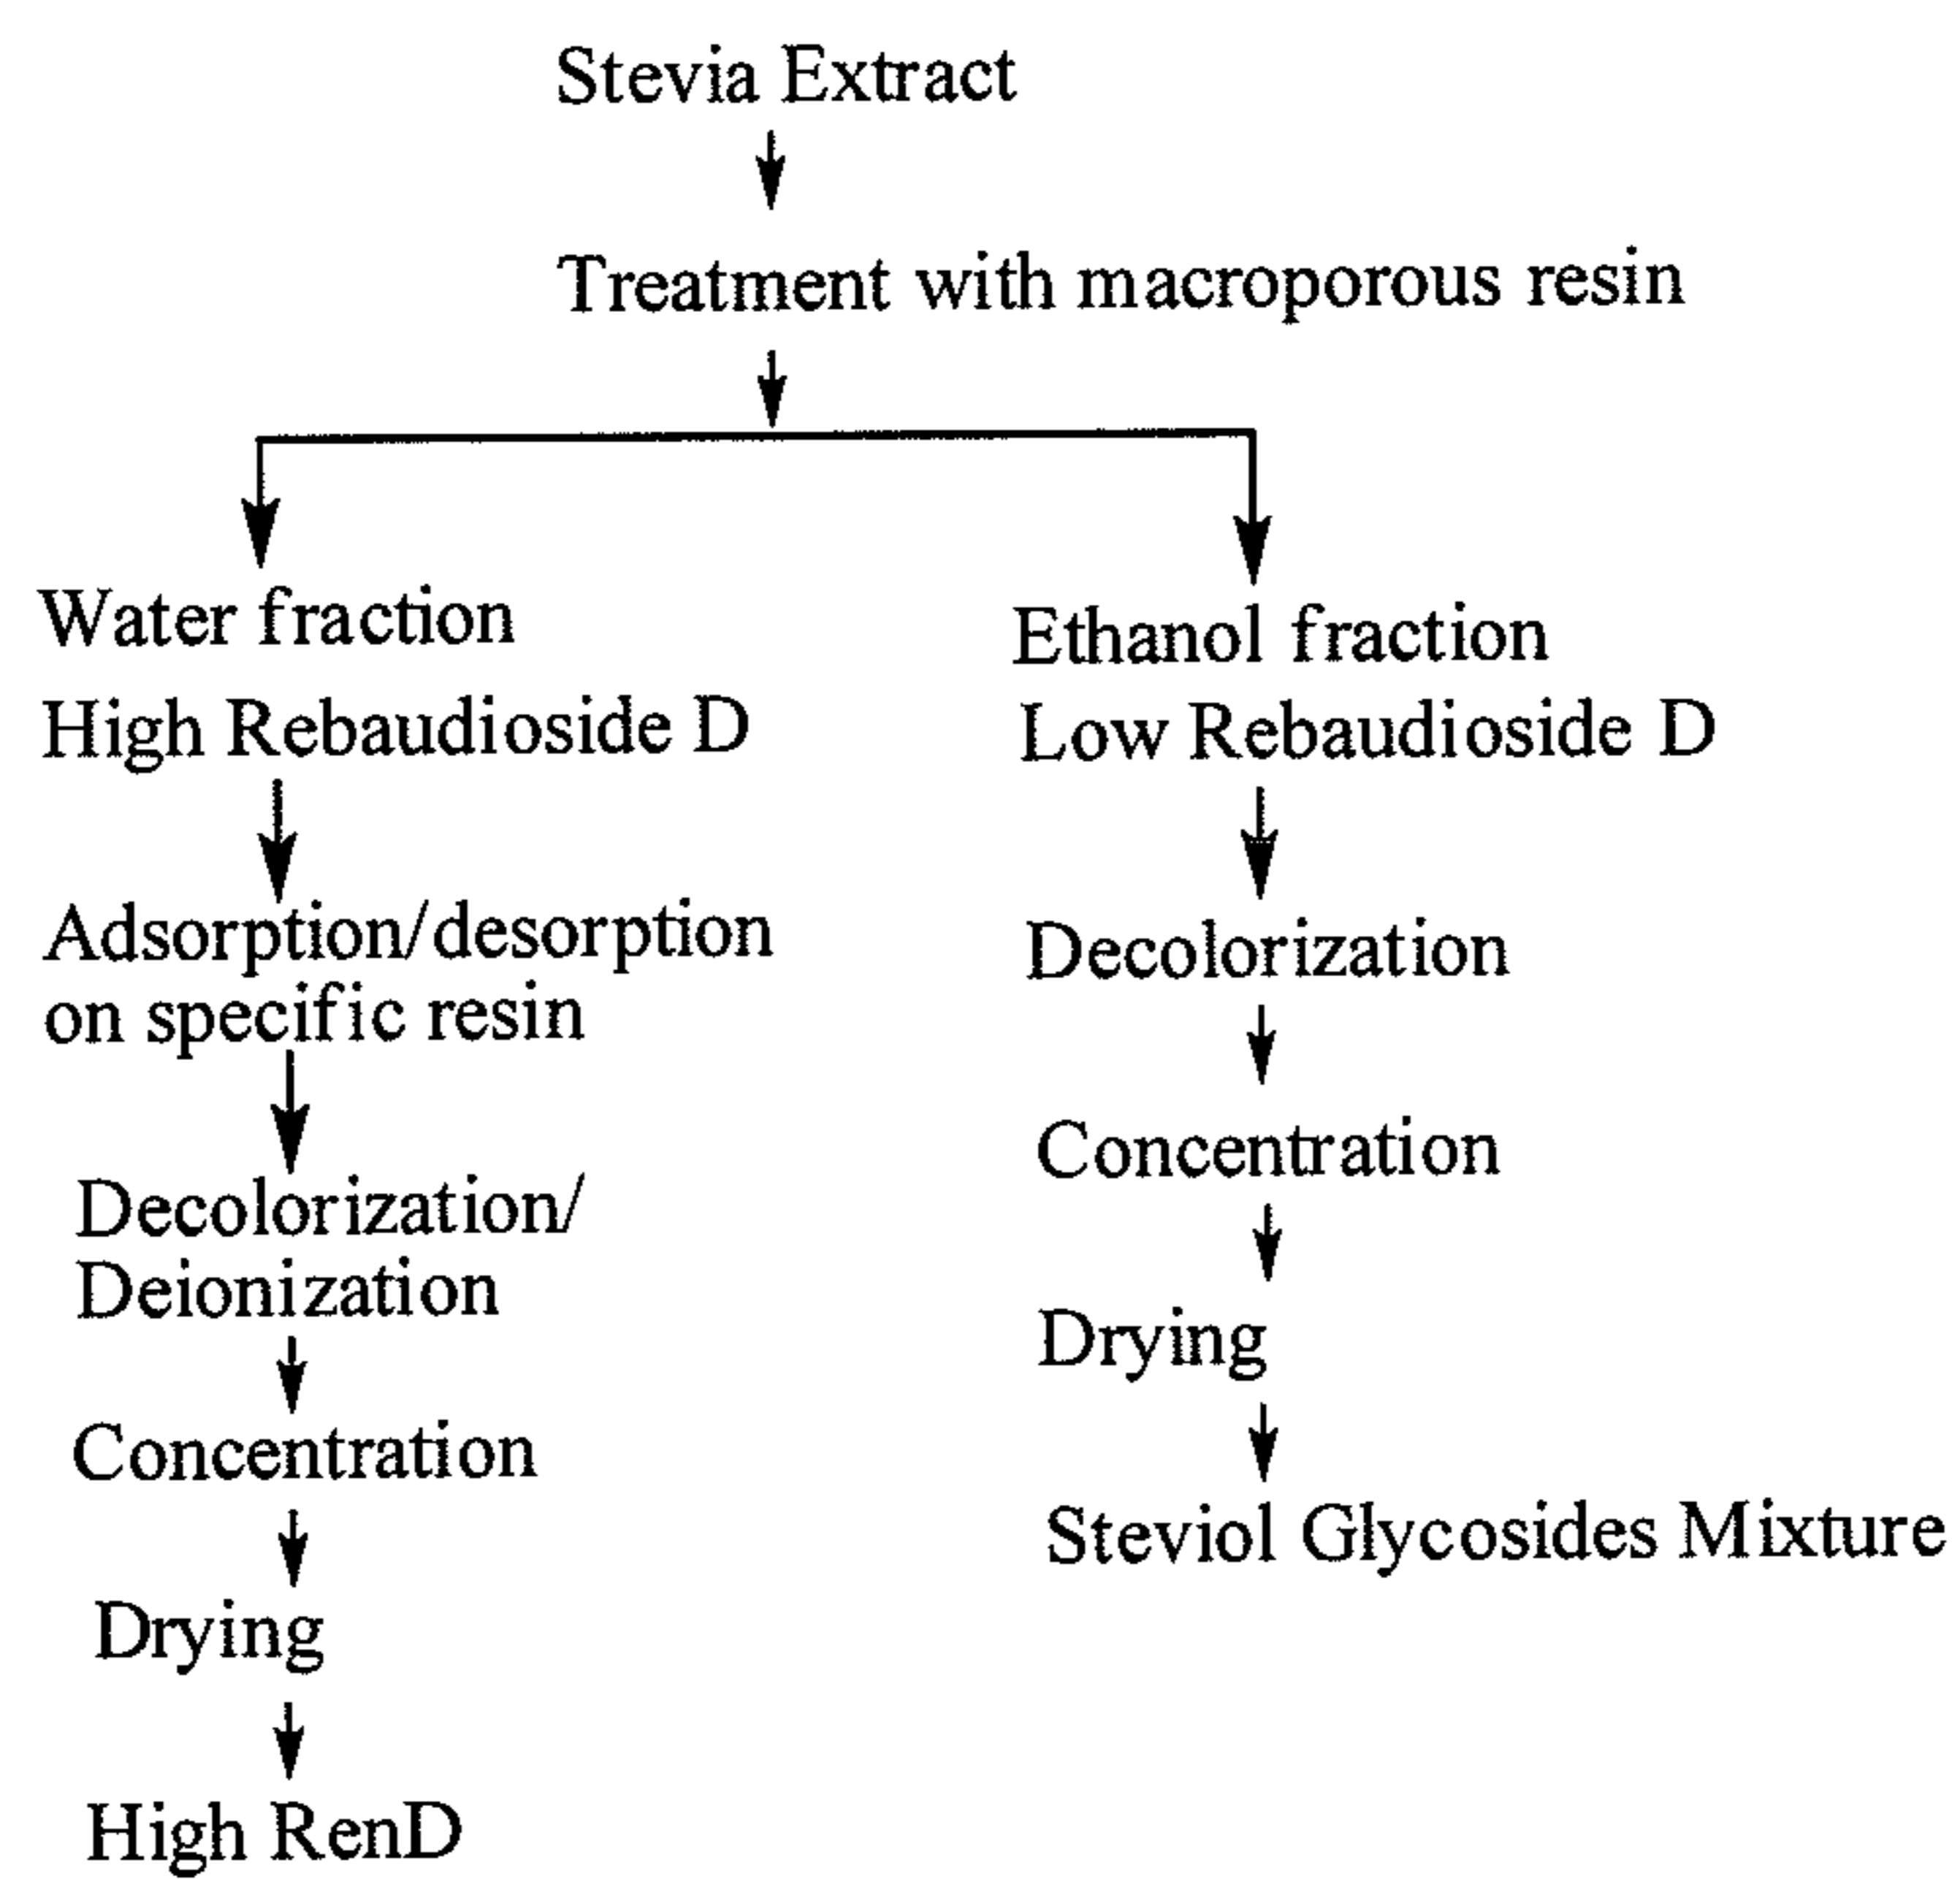 Stevia Extract
Treatment with macroporous resin
Water fraction
High Rebaudioside D
Adsorption/desorption
on specific resin
Decolorization/
Deionization
Concentration
Drying
High RenD
Ethanol fraction
Low Rebaudioside D
Decolorization
Concentration
Drying
Steviol Glycosides Mixture